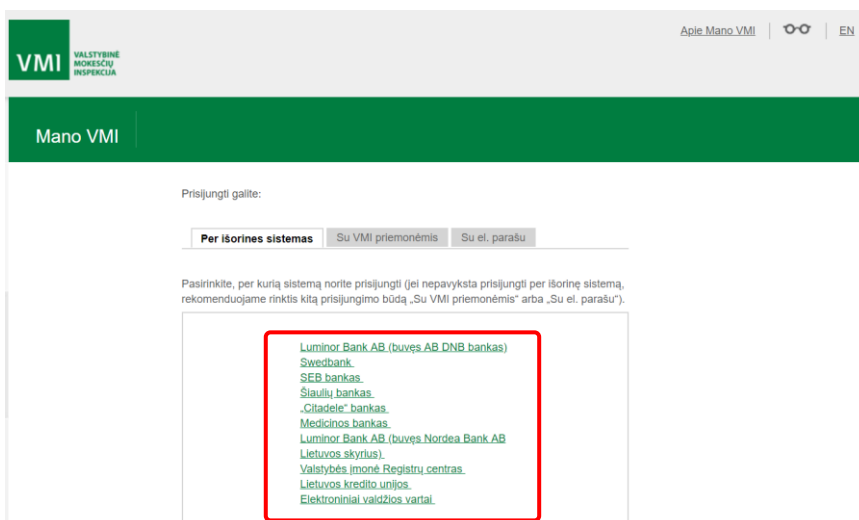 Apie Mano VMI
EN
VMI
VALSTYBINĖ
MOKESČIŲ
INSPEKCIJA
Mano VMI
Prisijungti galite:
Per išorines sistemas
Su VMI priemonėmis
Su el. parašu
Pasirinkite, per kurią sistemą norite prisijungti (jei nepavyksta prisijungti per išorinę sistemą,
rekomenduojame rinktis kitą prisijungimo būdą „Su VMI priemonėmis“ arba „Su el. parašu“).
Luminor Bank AB (buvęs AB DNB bankas)
Swedbank
SEB bankas
Šiaulių bankas
„Citadele“ bankas
Medicinos bankas
Luminor Bank AB (buvęs Nordea Bank AB
Lietuvos skyrius)
Valstybės įmonė Registrų centras
Lietuvos kredito unijos
Elektroniniai valdžios vartai